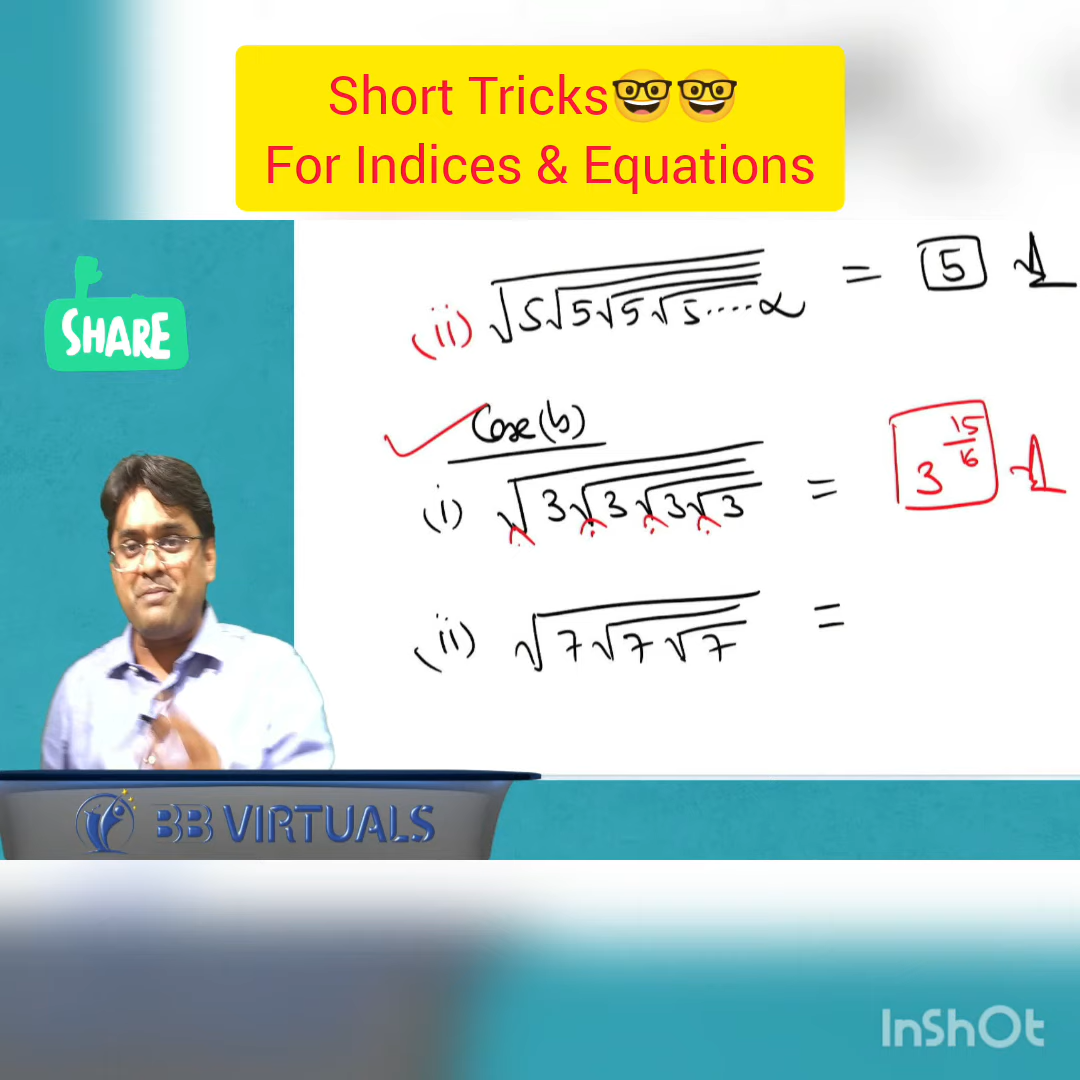 Short Tricks🤓🤓
For Indices & Equations
SHARE
(ii) √5√5√5√5....α = 5
Case(b)
(i) √3√3√3√3 = 3^15/16
(ii) √7√7√7 =
BB VIRTUALS
InShOt